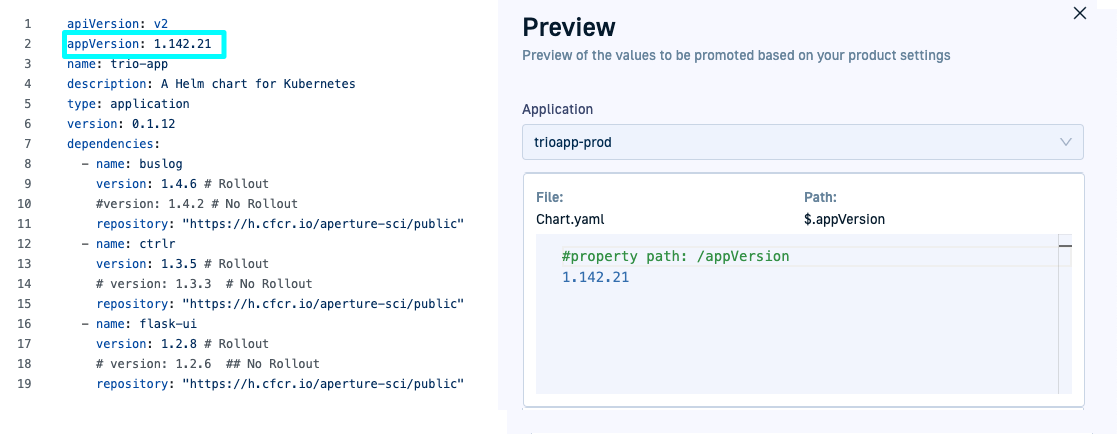 1 apiVersion: v2
2 appVersion: 1.142.21
3 name: trio-app
4 description: A Helm chart for Kubernetes
5 type: application
6 version: 0.1.12
7 dependencies:
8 - name: buslog
9 version: 1.4.6 # Rollout
10 #version: 1.4.2 # No Rollout
11 repository: "https://h.cfcr.io/aperture-sci/public"
12 - name: ctrlr
13 version: 1.3.5 # Rollout
14 # version: 1.3.3  # No Rollout
15 repository: "https://h.cfcr.io/aperture-sci/public"
16 - name: flask-ui
17 version: 1.2.8 # Rollout
18 # version: 1.2.6  ## No Rollout
19 repository: "https://h.cfcr.io/aperture-sci/public"
Preview
Preview of the values to be promoted based on your product settings
Application
trioapp-prod
File: Path:
Chart.yaml $.appVersion
#property path: /appVersion
1.142.21